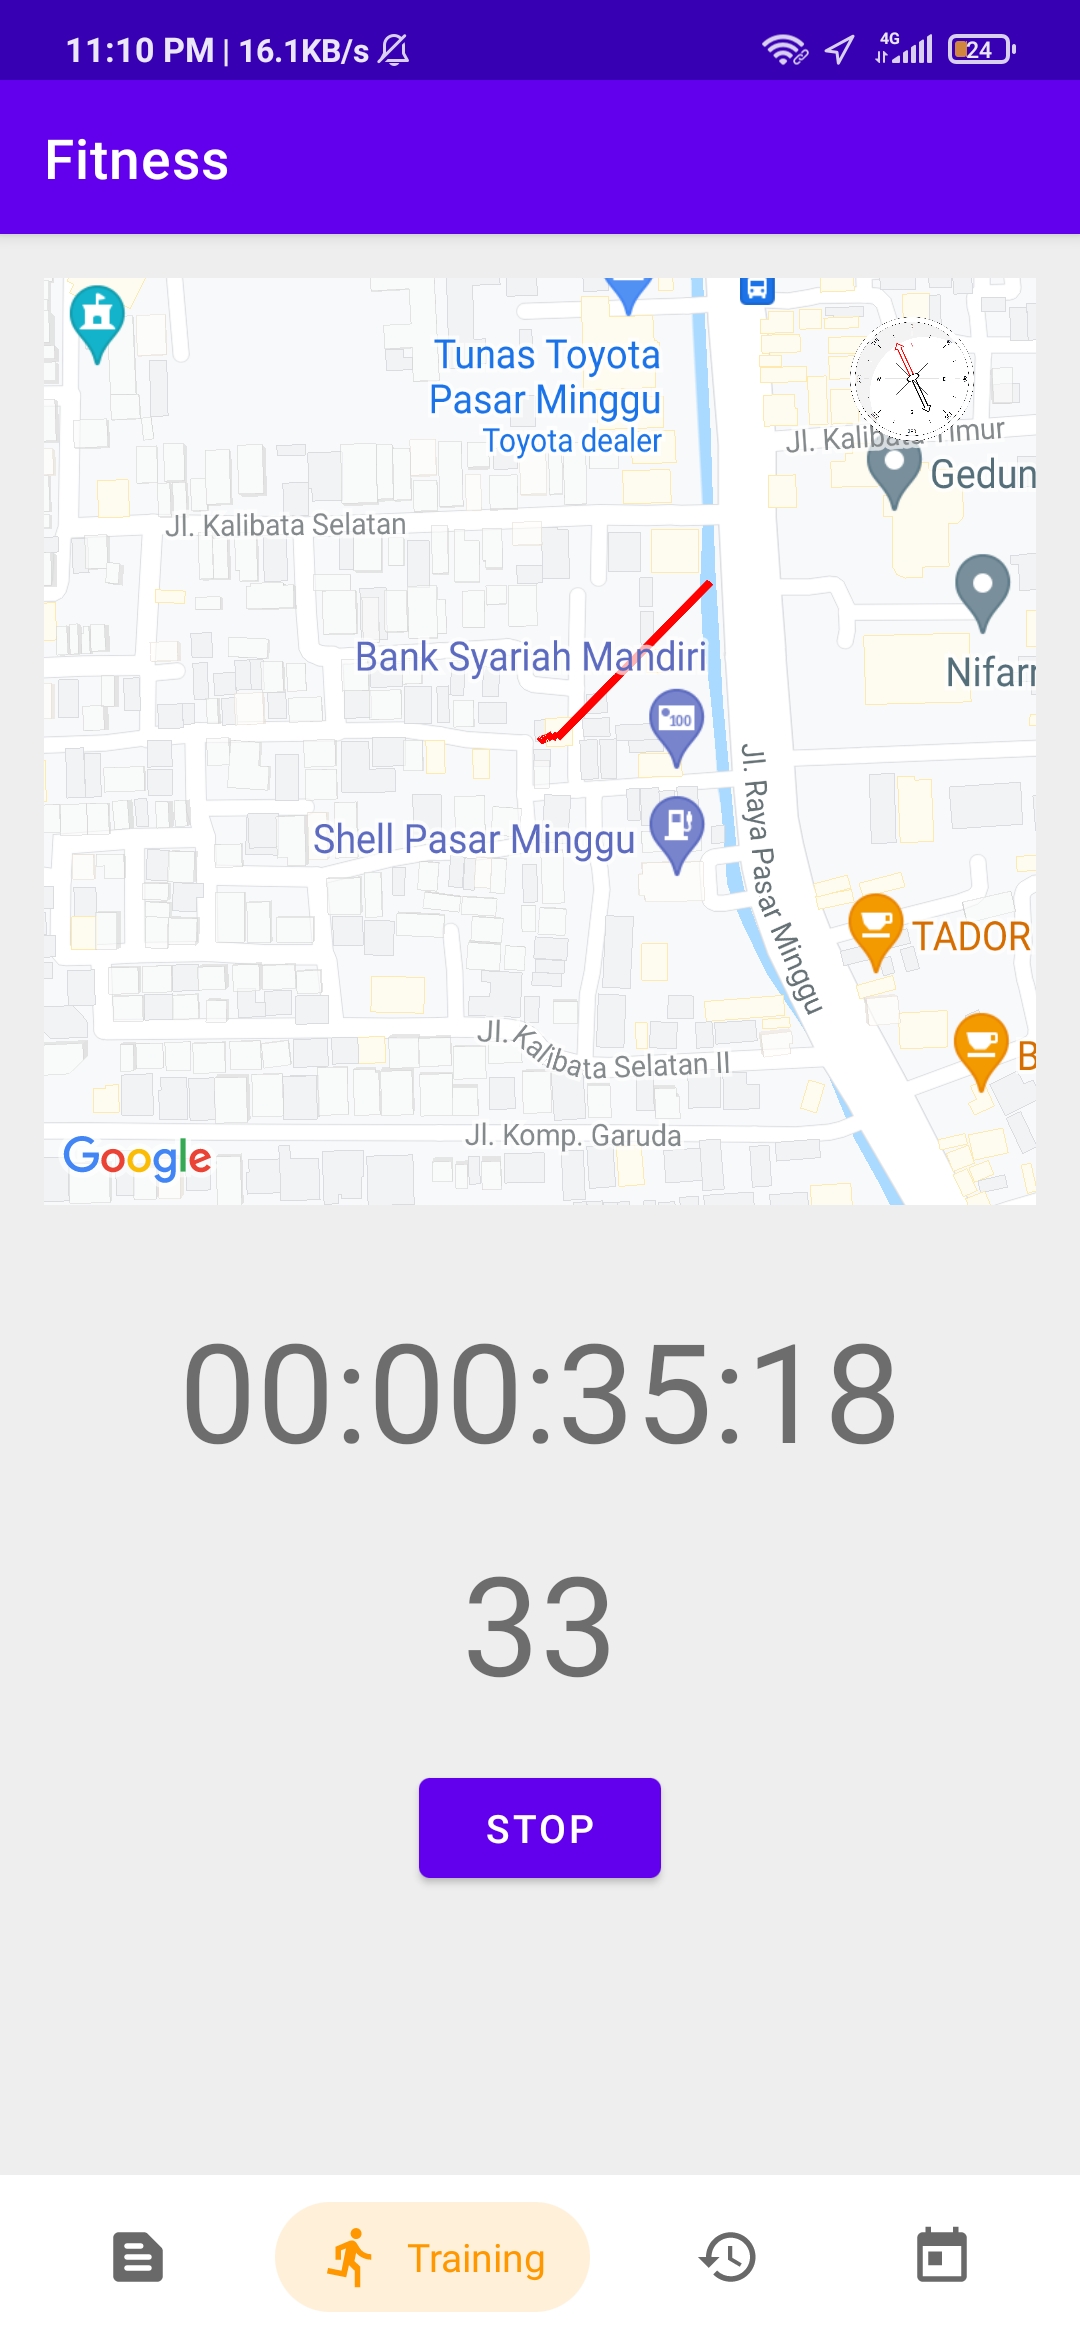 11:10 PM | 16.1KB/s
4G
24
Fitness
Tunas Toyota
Pasar Minggu
Toyota dealer
Jl. Kalibata Timur
Gedun
Jl. Kalibata Selatan
Bank Syariah Mandiri
Nifarr
100
Shell Pasar Minggu
Jl. Raya Pasar Minggu
TADOR
Jl. Kalibata Selatan II
B
Jl. Komp. Garuda
Google
00:00:35:18
33
STOP
Training